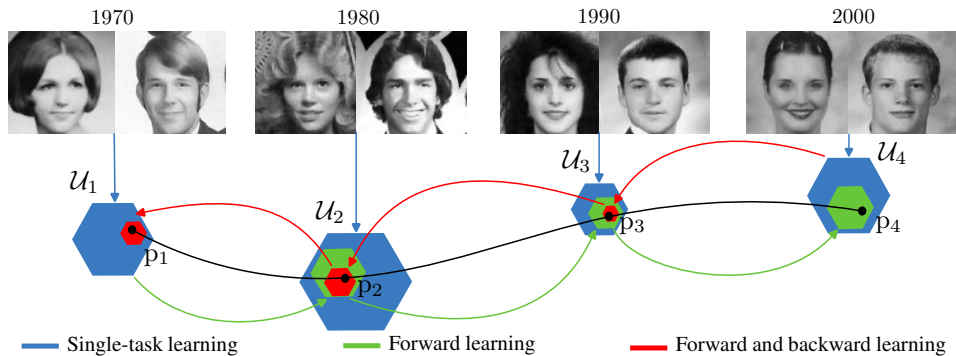 1970 1980 1990 2000
𝒰₁ 𝒰₂ 𝒰₃ 𝒰₄
p₁ p₂ p₃ p₄
Single-task learning Forward learning Forward and backward learning